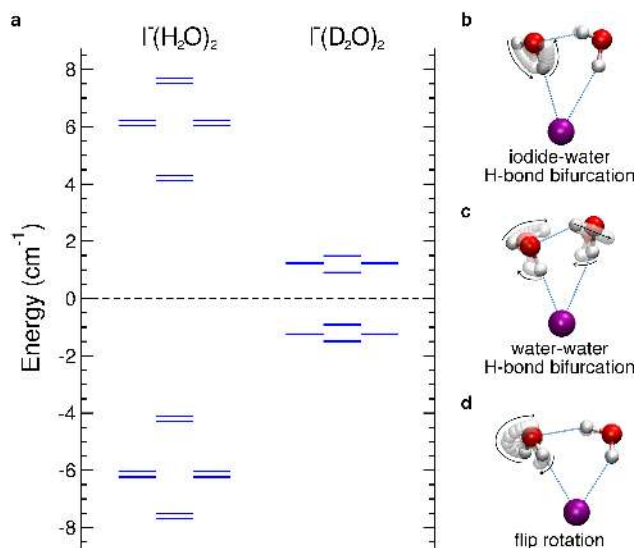 a
I⁻(H₂O)₂
I⁻(D₂O)₂
8
6
4
2
0
-2
-4
-6
-8
Energy (cm⁻¹)
b
iodide-water
H-bond bifurcation
c
water-water
H-bond bifurcation
d
flip rotation